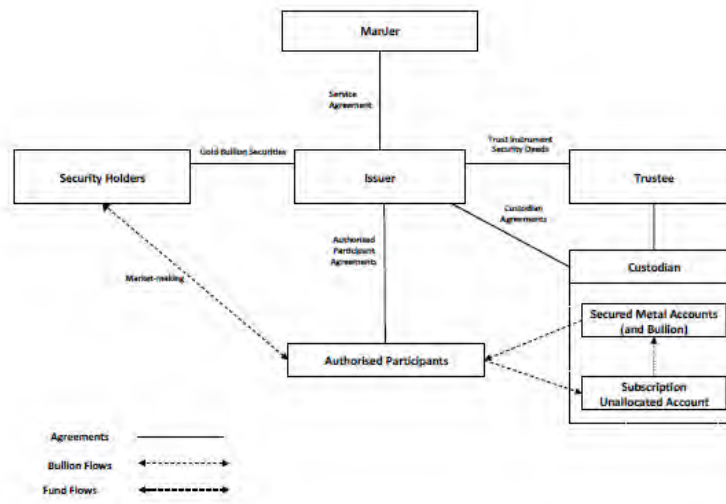 ManJer
Service
Agreement
Gold Bullion Securities
Trust Instrument
Security Deeds
Security Holders
Issuer
Trustee
Custodian
Agreements
Authorised
Participant
Agreements
Market-making
Custodian
Secured Metal Accounts
(and Bullion)
Authorised Participants
Subscription
Unallocated Account
Agreements
Bullion Flows
Fund Flows